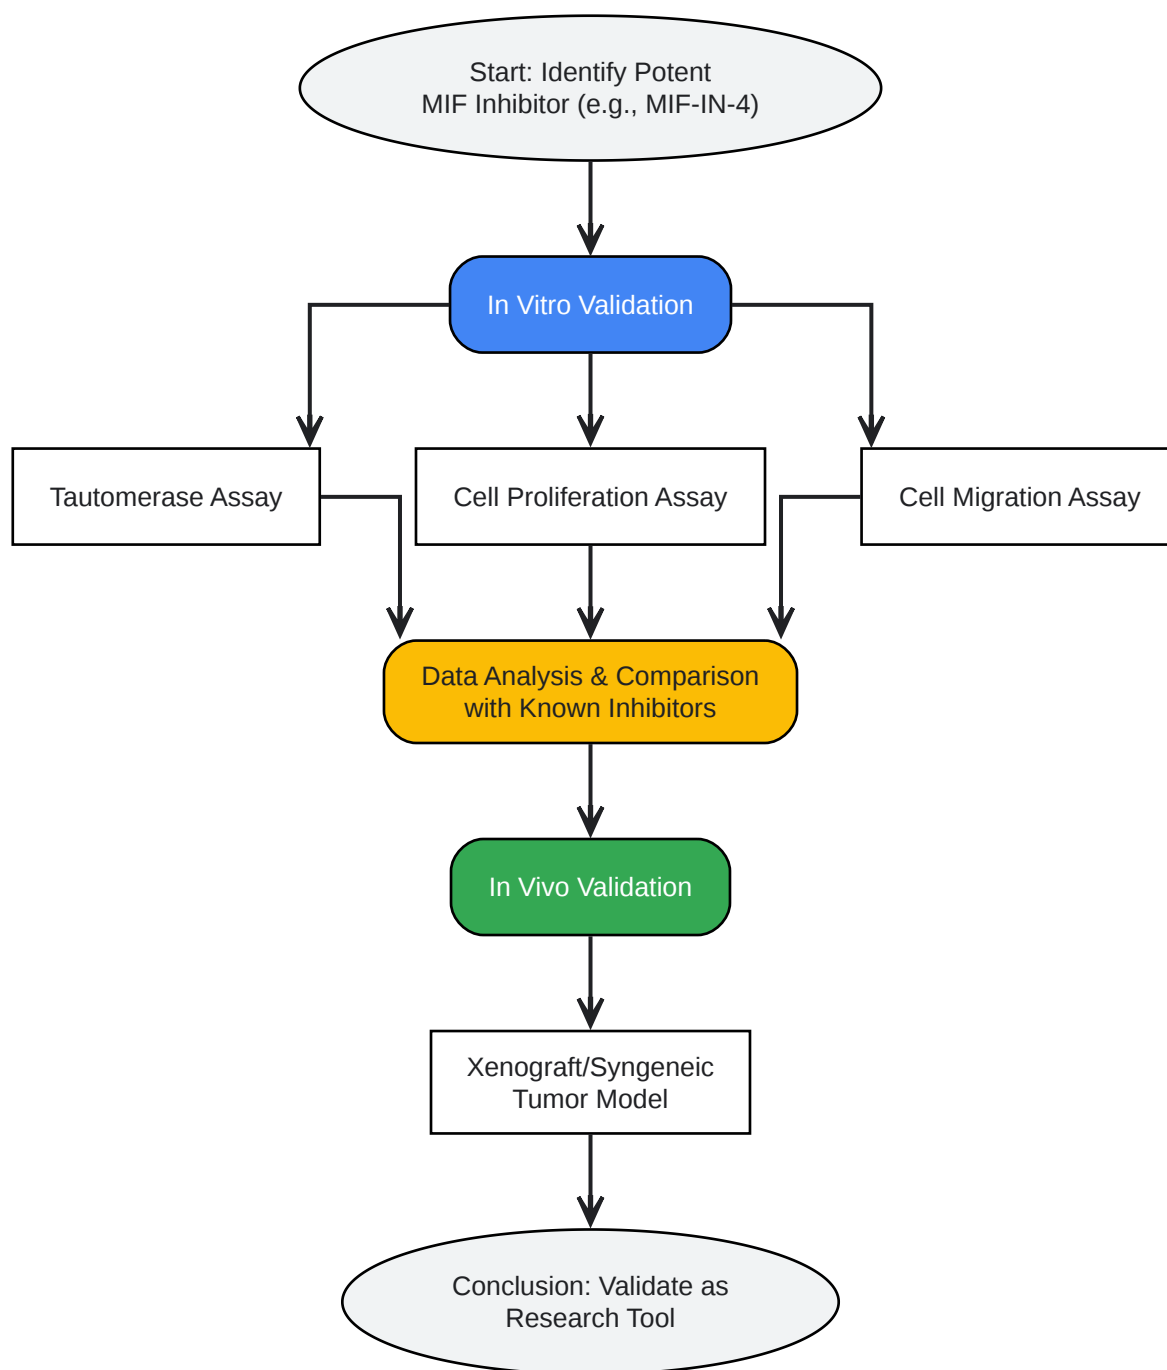 Start: Identify Potent
MIF Inhibitor (e.g., MIF-IN-4)
In Vitro Validation
Tautomerase Assay
Cell Proliferation Assay
Cell Migration Assay
Data Analysis & Comparison
with Known Inhibitors
In Vivo Validation
Xenograft/Syngeneic
Tumor Model
Conclusion: Validate as
Research Tool